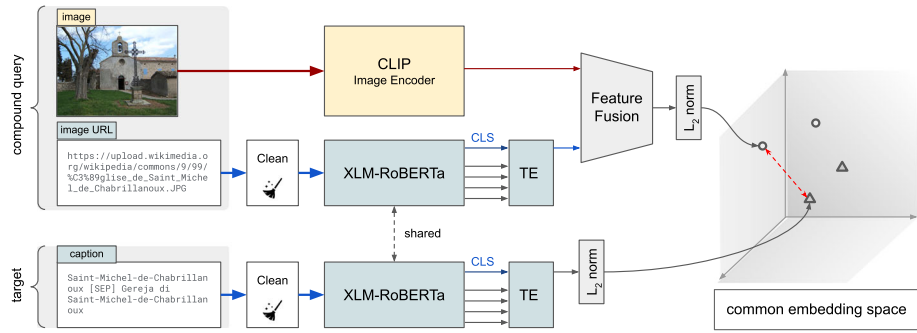 compound query
image
CLIP
Image Encoder
image URL
https://upload.wikimedia.o
rg/wikipedia/commons/9/99/
%C3%89glise_de_Saint_Miche
l_de_Chabrillanoux.JPG
Clean
XLM-RoBERTa
CLS
TE
Feature
Fusion
L2 norm
shared
target
caption
Saint-Michel-de-Chabrillan
oux [SEP] Gereja di
Saint-Michel-de-Chabrillan
oux
Clean
XLM-RoBERTa
CLS
TE
L2 norm
common embedding space